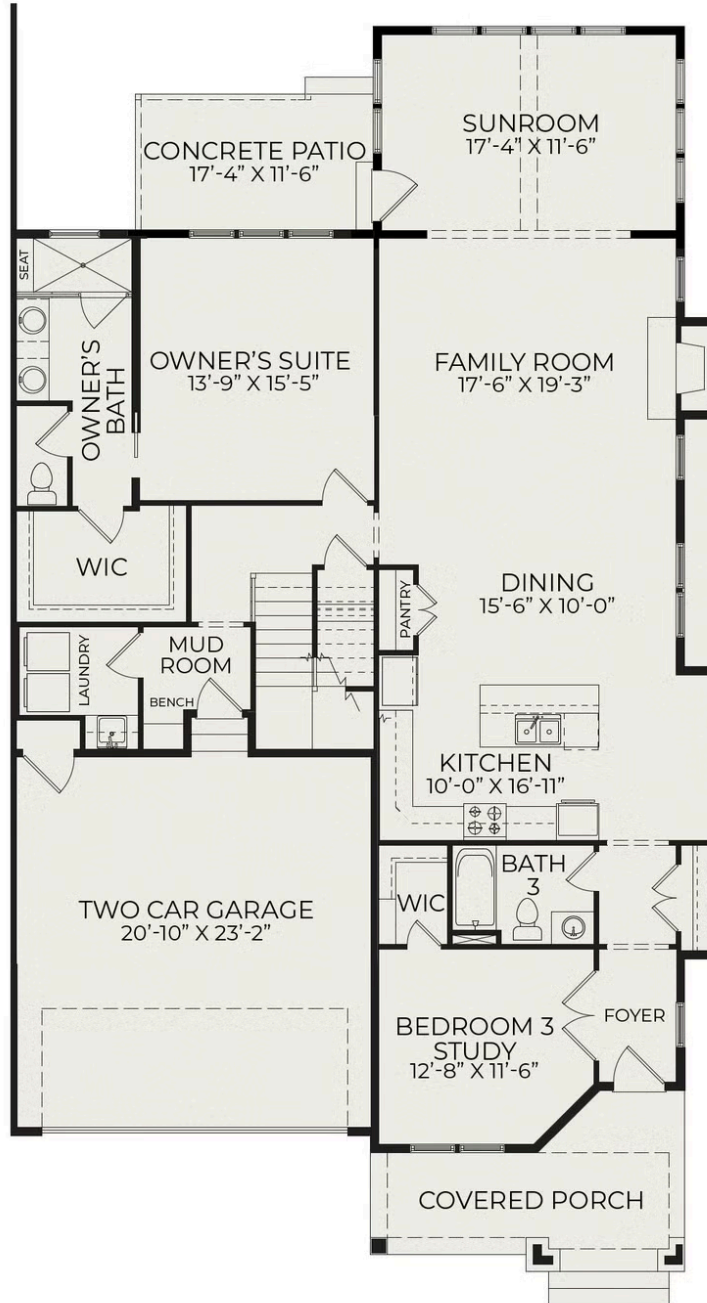 SUNROOM
17'-4” X 11'-6”
CONCRETE PATIO
17'-4” X 11'-6”
SEAT
OWNER'S
BATH
OWNER'S SUITE
13'-9” X 15'-5”
FAMILY ROOM
17'-6” X 19'-3”
WIC
PANTRY
DINING
15'-6” X 10'-0”
LAUNDRY
MUD
ROOM
BENCH
KITCHEN
10'-0” X 16'-11”
BATH
3
WIC
TWO CAR GARAGE
20'-10” X 23'-2”
FOYER
BEDROOM 3
STUDY
12'-8” X 11'-6”
COVERED PORCH